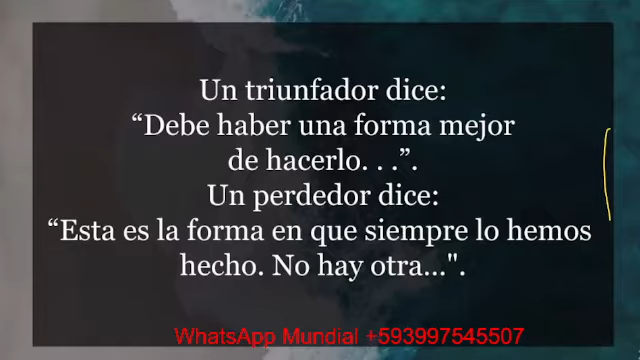 Un triunfador dice:
“Debe haber una forma mejor
de hacerlo. . .”.
Un perdedor dice:
“Esta es la forma en que siempre lo hemos
hecho. No hay otra...".
WhatsApp Mundial +593997545507